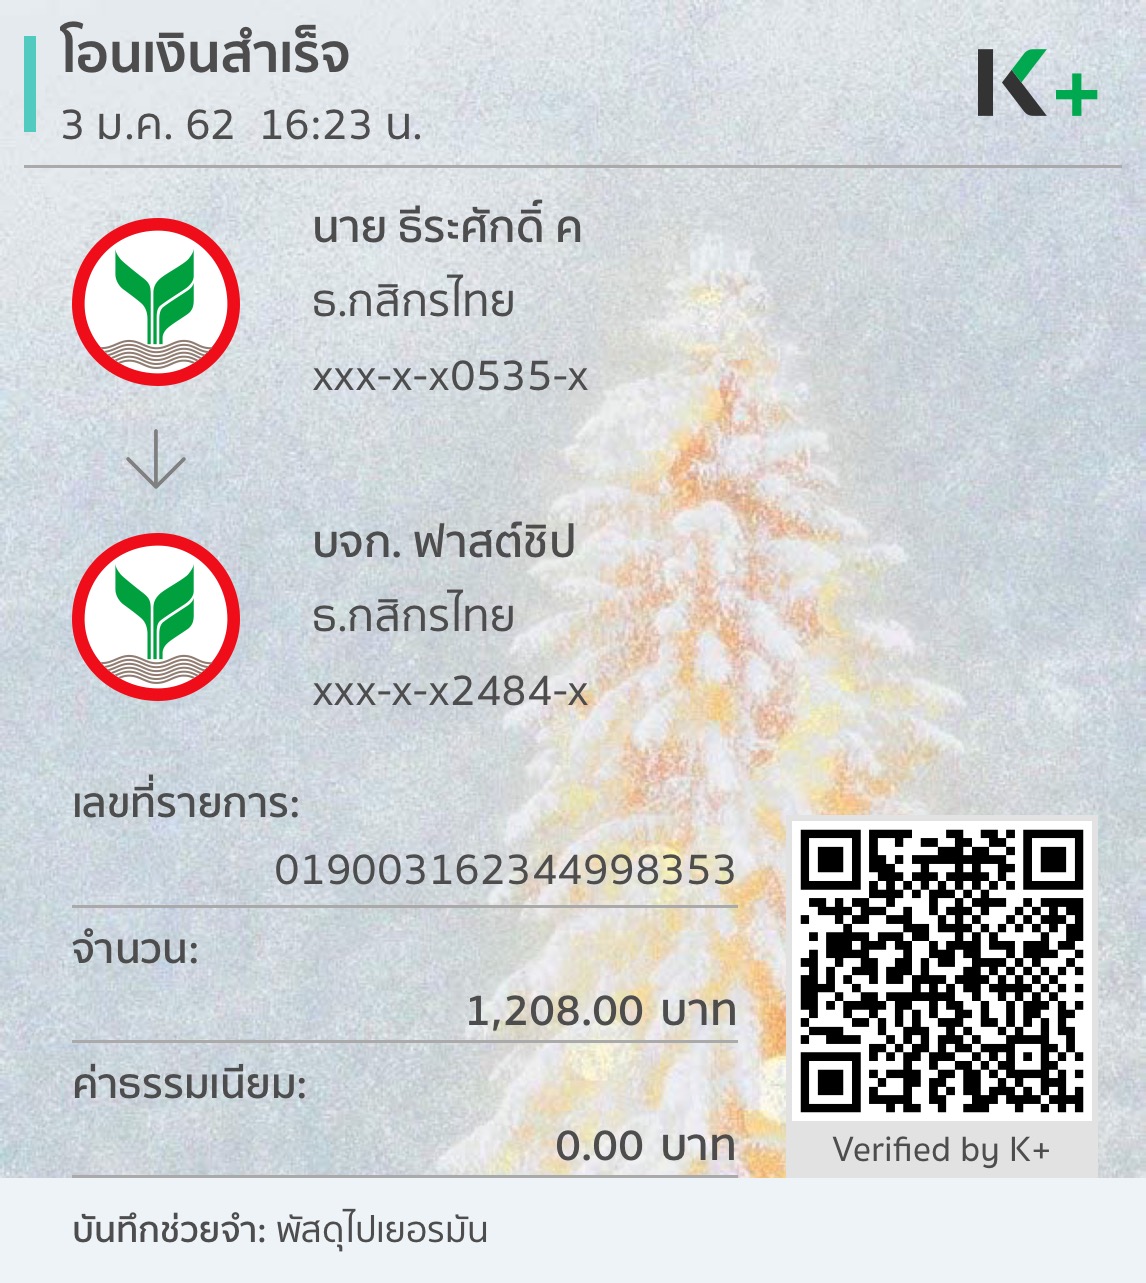 โอนเงินสำเร็จ
3 ม.ค. 62 16:23 น.
K+
นาย ธีระศักดิ์ ค
ธ.กสิกรไทย
xxx-x-x0535-x
บจก. ฟาสต์ชิป
ธ.กสิกรไทย
xxx-x-x2484-x
เลขที่รายการ:
019003162344998353
จำนวน:
1,208.00 บาท
ค่าธรรมเนียม:
0.00 บาท
Verified by K+
บันทึกช่วยจำ: พัสดุไปเยอรมัน